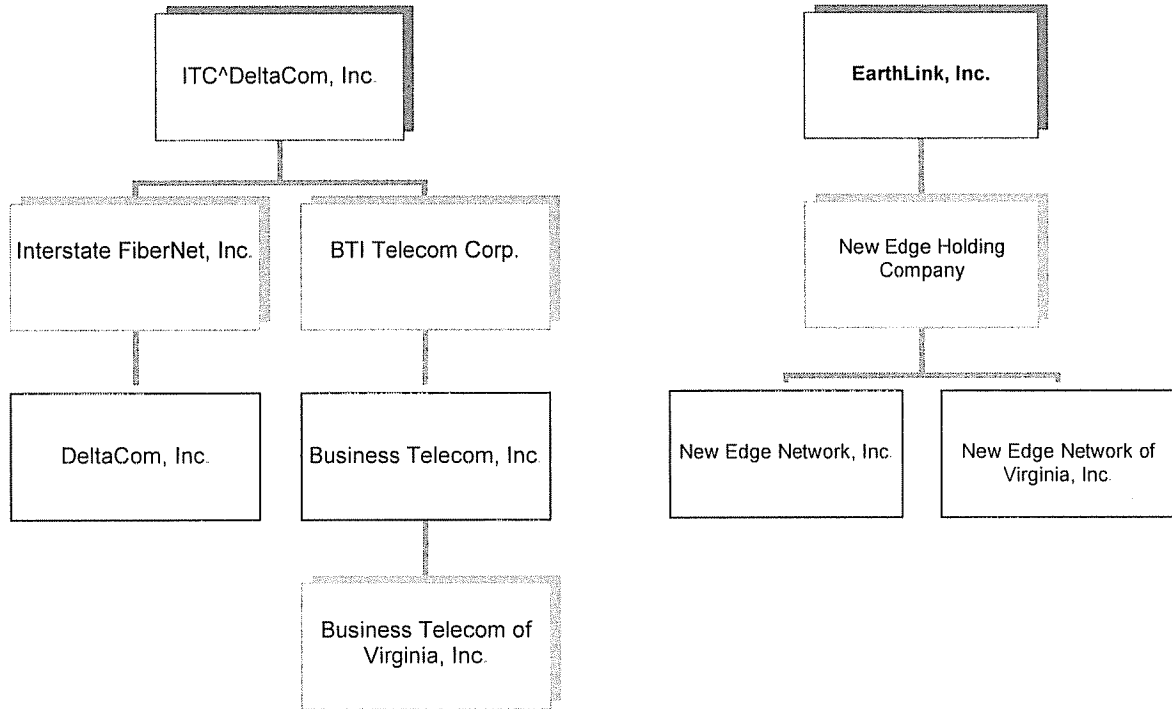 ITC^DeltaCom, Inc.
EarthLink, Inc.
Interstate FiberNet, Inc.
BTI Telecom Corp.
New Edge Holding
Company
DeltaCom, Inc.
Business Telecom, Inc.
New Edge Network, Inc.
New Edge Network of
Virginia, Inc.
Business Telecom of
Virginia, Inc.